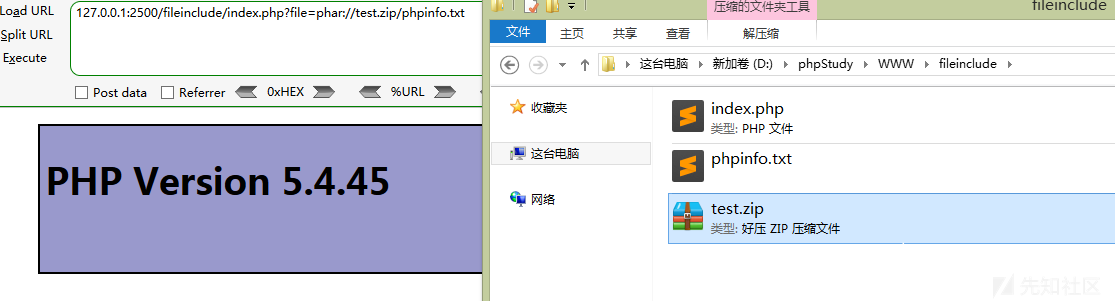 Load URL
127.0.0.1:2500/fileinclude/index.php?file=phar://test.zip/phpinfo.txt
Split URL
Execute
Post data
Referrer
0xHEX
%URL
PHP Version 5.4.45
压缩的文件夹工具
fileinclude
文件
主页
共享
查看
解压缩
这台电脑
新加卷 (D:)
phpStudy
WWW
fileinclude
收藏夹
这台电脑
网络
index.php
类型: PHP 文件
phpinfo.txt
test.zip
类型: 好压 ZIP 压缩文件
先知社区